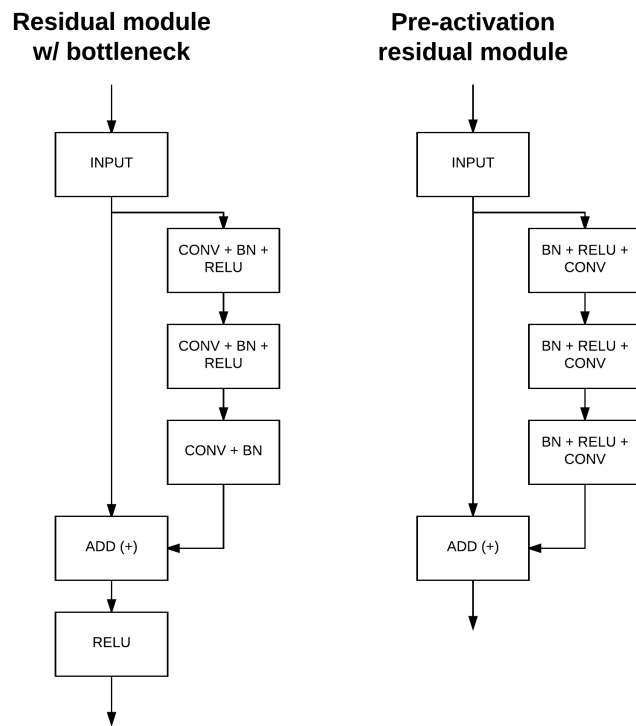 Residual module
w/ bottleneck
INPUT
CONV + BN +
RELU
CONV + BN +
RELU
CONV + BN
ADD (+)
RELU
Pre-activation
residual module
INPUT
BN + RELU +
CONV
BN + RELU +
CONV
BN + RELU +
CONV
ADD (+)